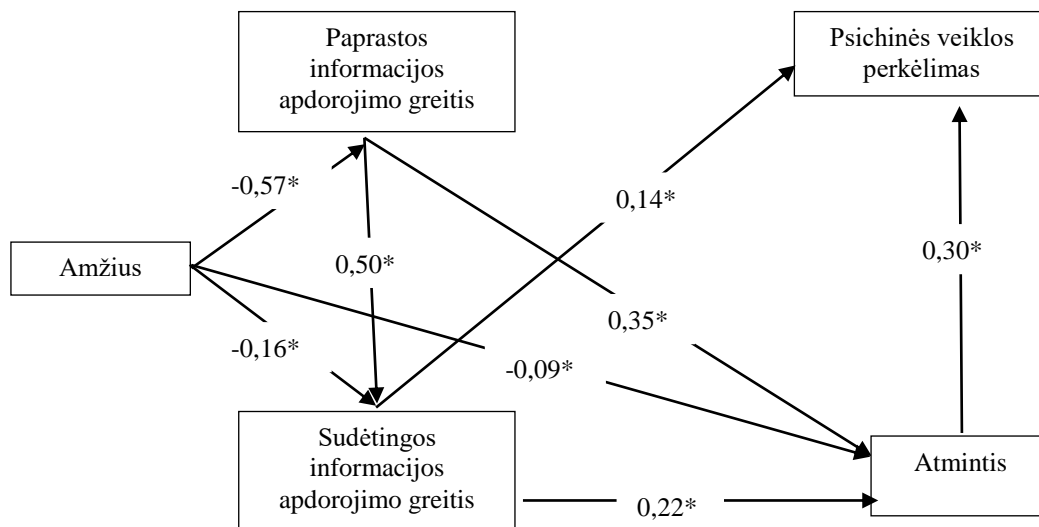 Paprastos
informacijos
apdorojimo greitis
Psichinės veiklos
perkėlimas
-0,57*
0,14*
Amžius
0,50*
0,30*
0,35*
-0,16*
-0,09*
Sudėtingos
informacijos
apdorojimo greitis
Atmintis
0,22*